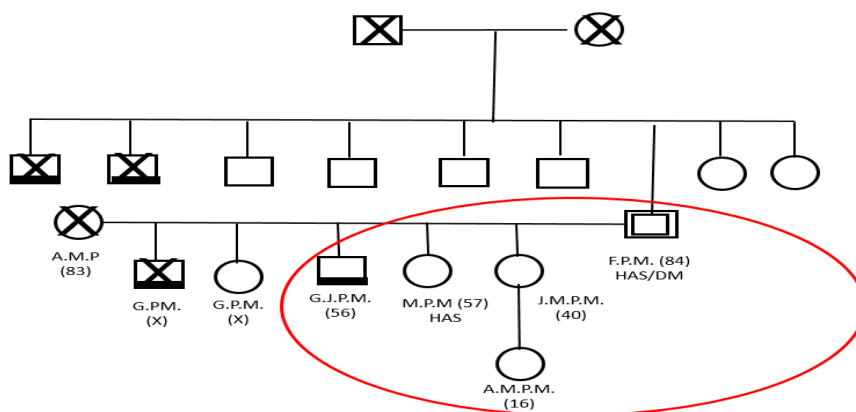 A.M.P
(83)
G.PM.
(X)
G.P.M.
(X)
G.J.P.M.
(56)
M.P.M (57)
HAS
J.M.P.M.
(40)
F.P.M. (84)
HAS/DM
A.M.P.M.
(16)